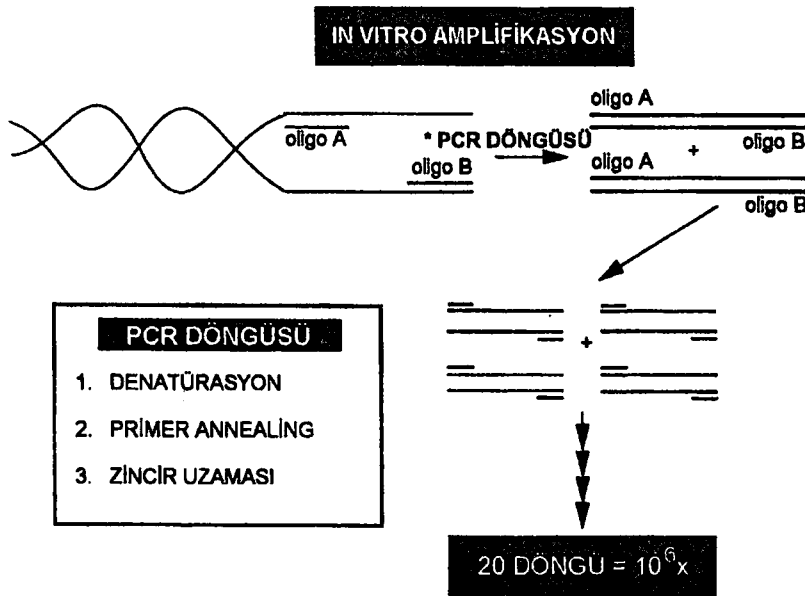 IN VITRO AMPLİFİKASYON
oligo A
oligo A
* PCR DÖNGÜSÜ
oligo B
+
oligo B
oligo A
oligo B
PCR DÖNGÜSÜ
1. DENATÜRASYON
2. PRİMER ANNEALİNG
3. ZİNCİR UZAMASI
+
20 DÖNGÜ = 10⁶x